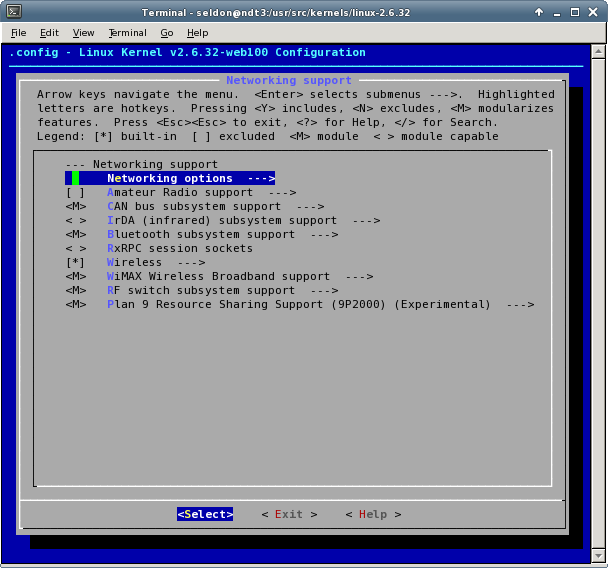 Terminal - seldon@ndt3:/usr/src/kernels/linux-2.6.32
File Edit View Terminal Go Help
.config - Linux Kernel v2.6.32-web100 Configuration
Networking support
Arrow keys navigate the menu. <Enter> selects submenus --->. Highlighted
letters are hotkeys. Pressing <Y> includes, <N> excludes, <M> modularizes
features. Press <Esc><Esc> to exit, <?> for Help, </> for Search.
Legend: [*] built-in [ ] excluded <M> module < > module capable
--- Networking support
Networking options --->
[ ] Amateur Radio support --->
<M> CAN bus subsystem support --->
< > IrDA (infrared) subsystem support --->
<M> Bluetooth subsystem support --->
< > RxRPC session sockets
[*] Wireless --->
<M> WiMAX Wireless Broadband support --->
<M> RF switch subsystem support --->
<M> Plan 9 Resource Sharing Support (9P2000) (Experimental) --->
<Select> < Exit > < Help >